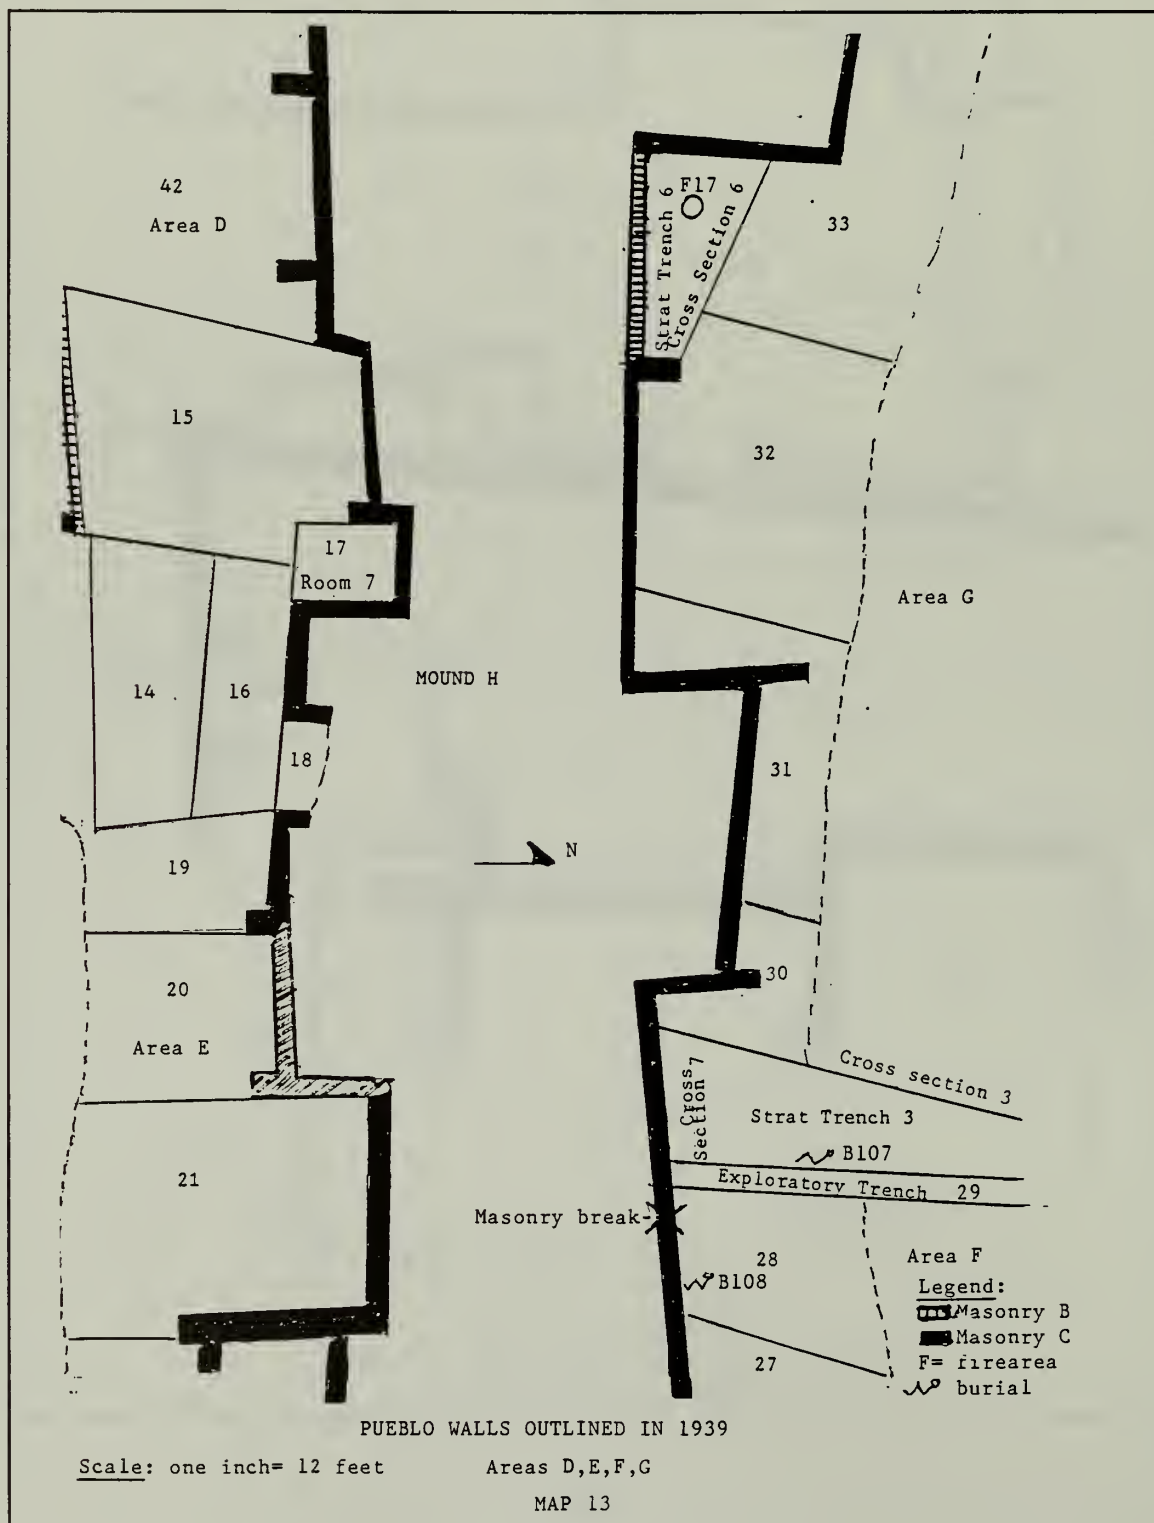 42
Area D
Strat Trench 6
F17
Cross Section 6
33
15
32
17
Room 7
Area G
14
16
MOUND H
18
31
N
19
20
30
Area E
Cross section 3
Cross
Section 7
Strat Trench 3
B107
21
Exploratory Trench 29
Masonry break-
28
Area F
B108
Legend:
Masonry B
Masonry C
27
F= firearea
burial
PUEBLO WALLS OUTLINED IN 1939
Scale: one inch= 12 feet
Areas D,E,F,G
MAP 13